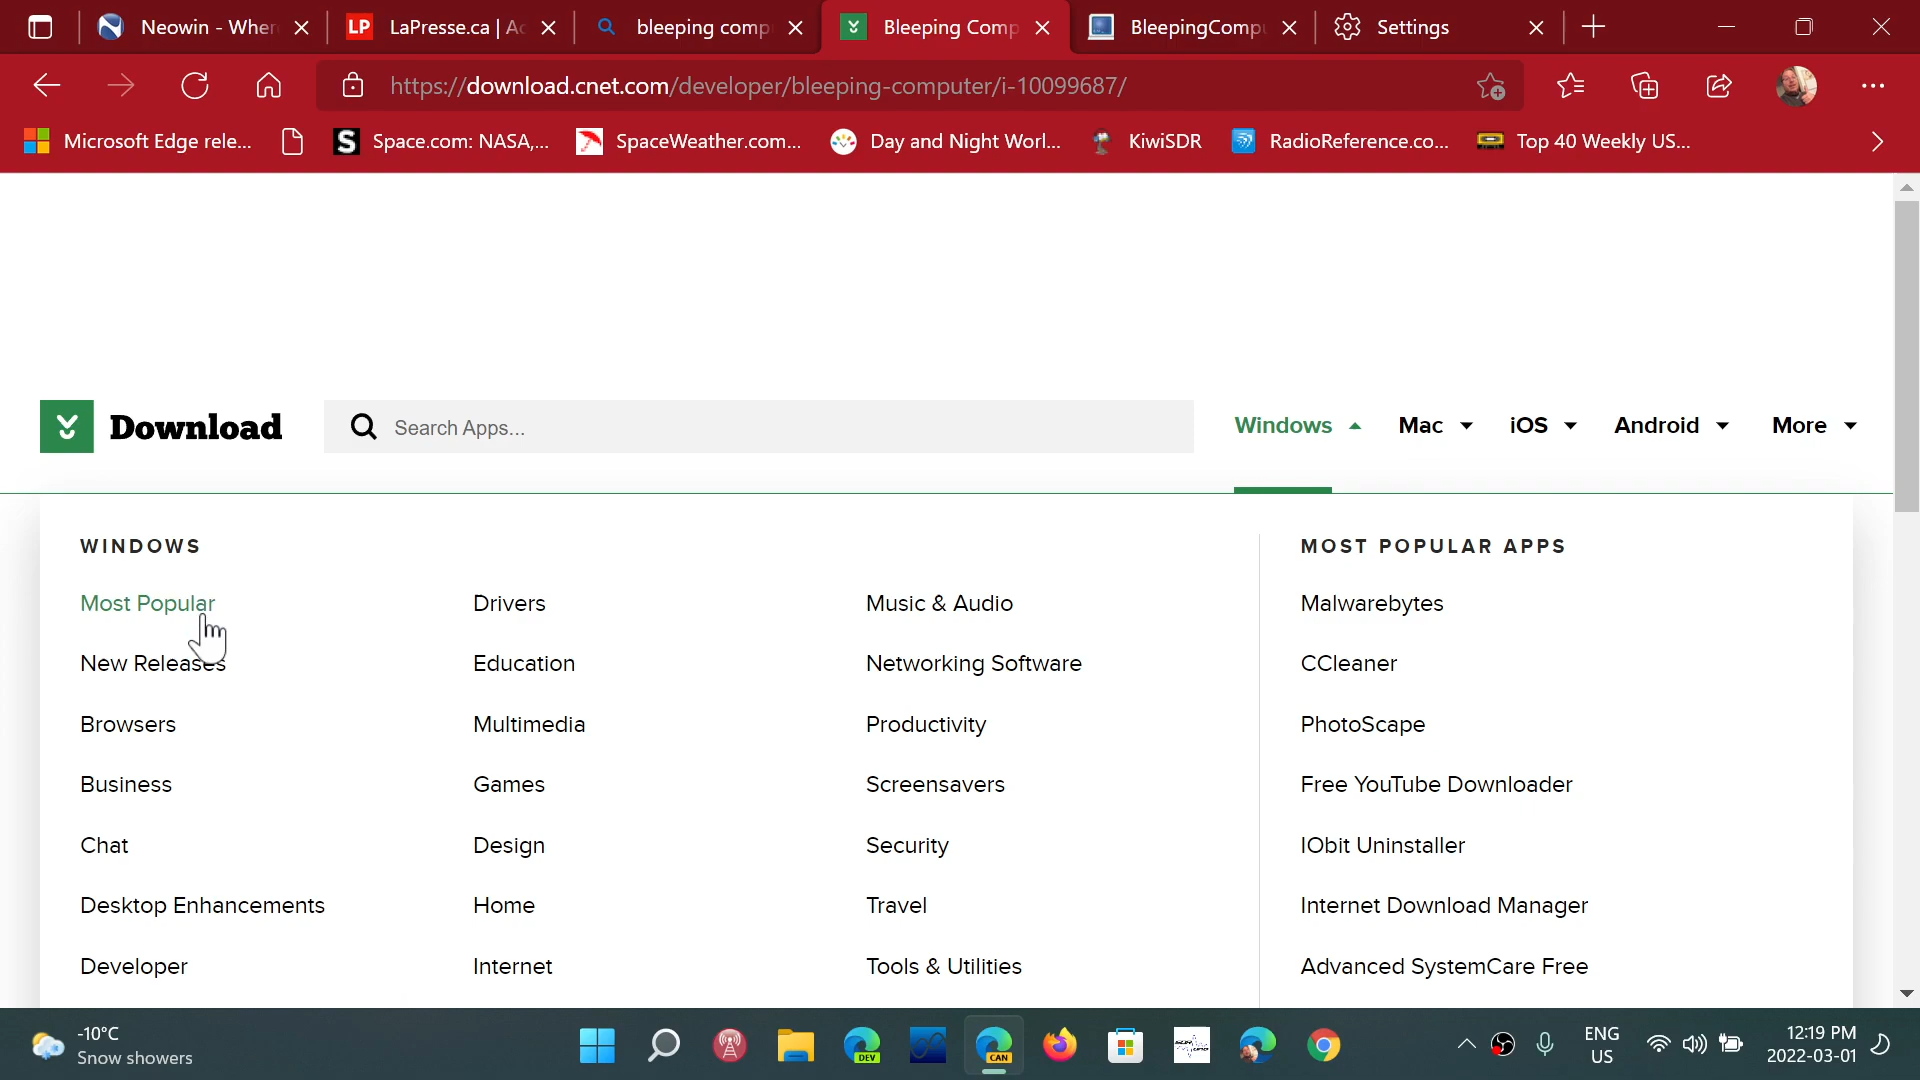 Neowin - Wher
LaPresse.ca | Ac
bleeping comp
Bleeping Comp
BleepingCompu
Settings
https://download.cnet.com/developer/bleeping-computer/i-10099687/
Microsoft Edge rele...
Space.com: NASA,...
SpaceWeather.com...
Day and Night Worl...
KiwiSDR
RadioReference.co...
Top 40 Weekly US...
Download
Search Apps...
Windows
Mac
iOS
Android
More
WINDOWS
MOST POPULAR APPS
Most Popular
Drivers
Music & Audio
Malwarebytes
New Releases
Education
Networking Software
CCleaner
Browsers
Multimedia
Productivity
PhotoScape
Business
Games
Screensavers
Free YouTube Downloader
Chat
Design
Security
IObit Uninstaller
Desktop Enhancements
Home
Travel
Internet Download Manager
Developer
Internet
Tools & Utilities
Advanced SystemCare Free
-10°C
Snow showers
DEV
CAN
ENG
US
12:19 PM
2022-03-01